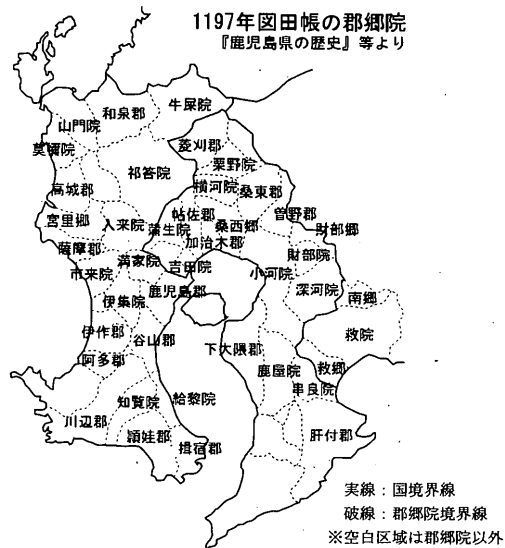 1197年図田帳の郡郷院
『鹿児島県の歴史』等より
牛屎院
和泉郡
山門院
莫祢院
菱刈郡
栗野院
祁答院
横河院
桑東郡
高城郡
宮里郷
入来院
帖佐郡
蒲生院
桑西郷
曽野郡
財部郷
加治木郡
薩摩郡
満家院
吉田院
財部院
市来院
小河院
伊集院
鹿児島郡
深河院
南郷
伊作郡
谷山郡
下大隅郡
救院
阿多郡
鹿屋院
救郷
串良院
知覧院
給黎院
川辺郡
頴娃郡
揖宿郡
肝付郡
実線：国境界線
破線：郡郷院境界線
※空白区域は郡郷院以外